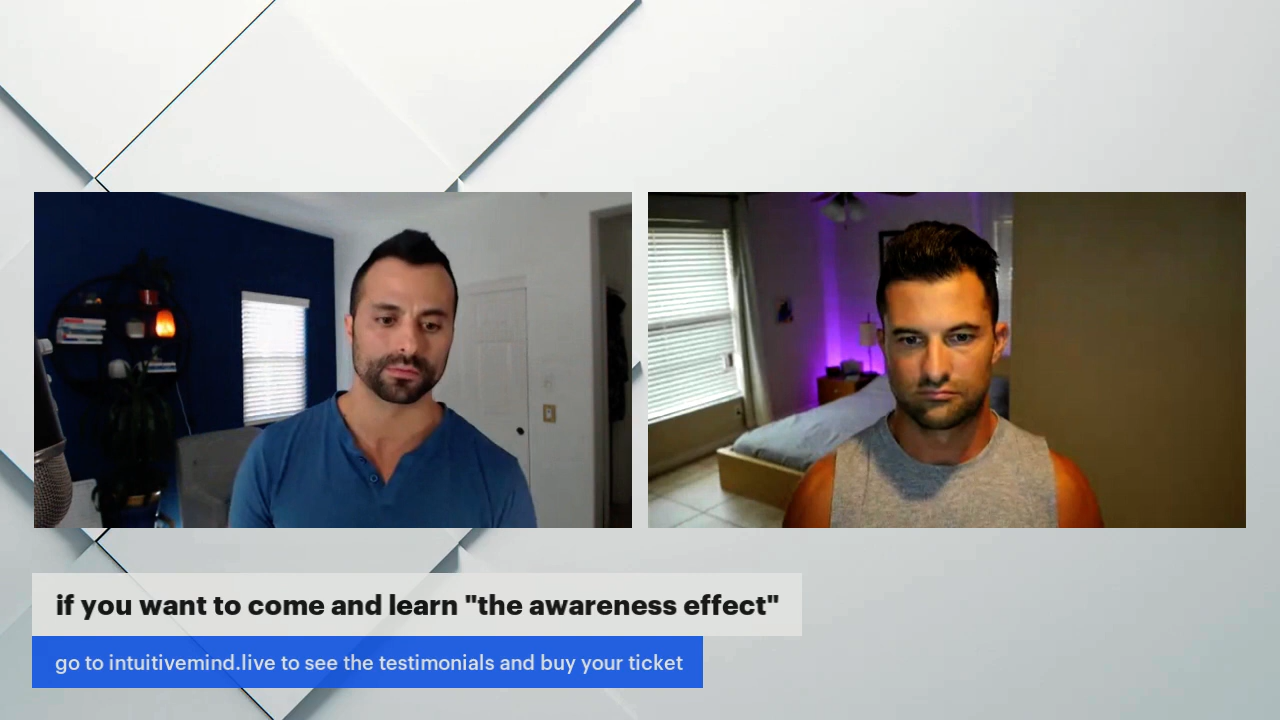 if you want to come and learn "the awareness effect"
go to intuitivemind.live to see the testimonials and buy your ticket